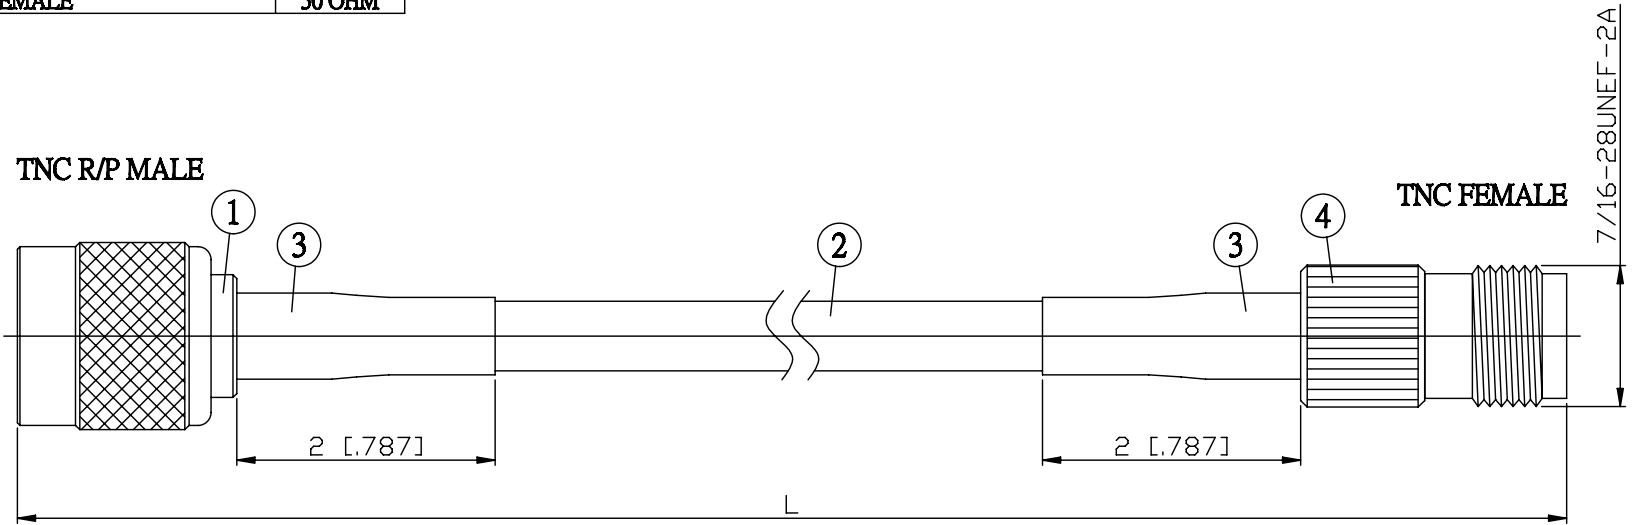 50 OHM
TNC R/P MALE
TNC FEMALE
7/16-28UNEF-2A
1
3
2
3
4
2 [.787]
2 [.787]
L